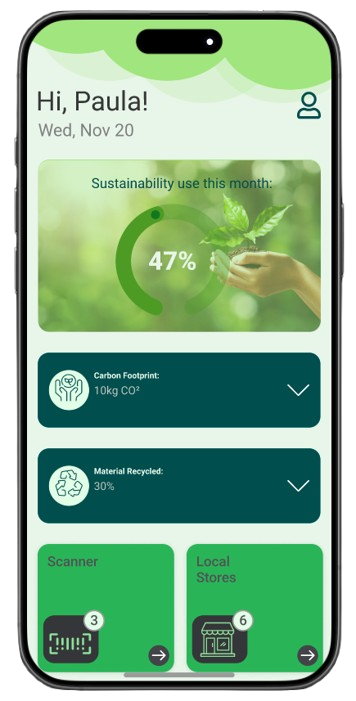 Hi, Paula!
Wed, Nov 20
Sustainability use this month:
47%
Carbon Footprint:
10kg CO²
Material Recycled:
30%
Scanner
3
Local
Stores
6